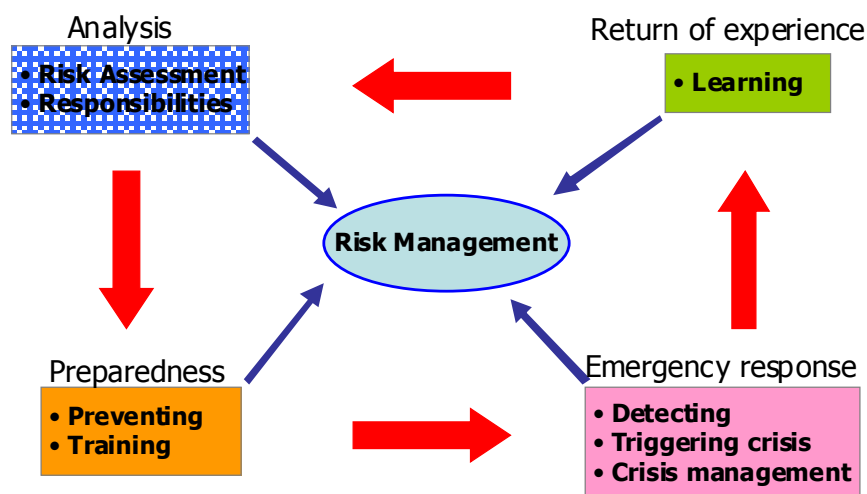 Analysis
• Risk Assessment
• Responsibilities
Return of experience
• Learning
Risk Management
Preparedness
• Preventing
• Training
Emergency response
• Detecting
• Triggering crisis
• Crisis management